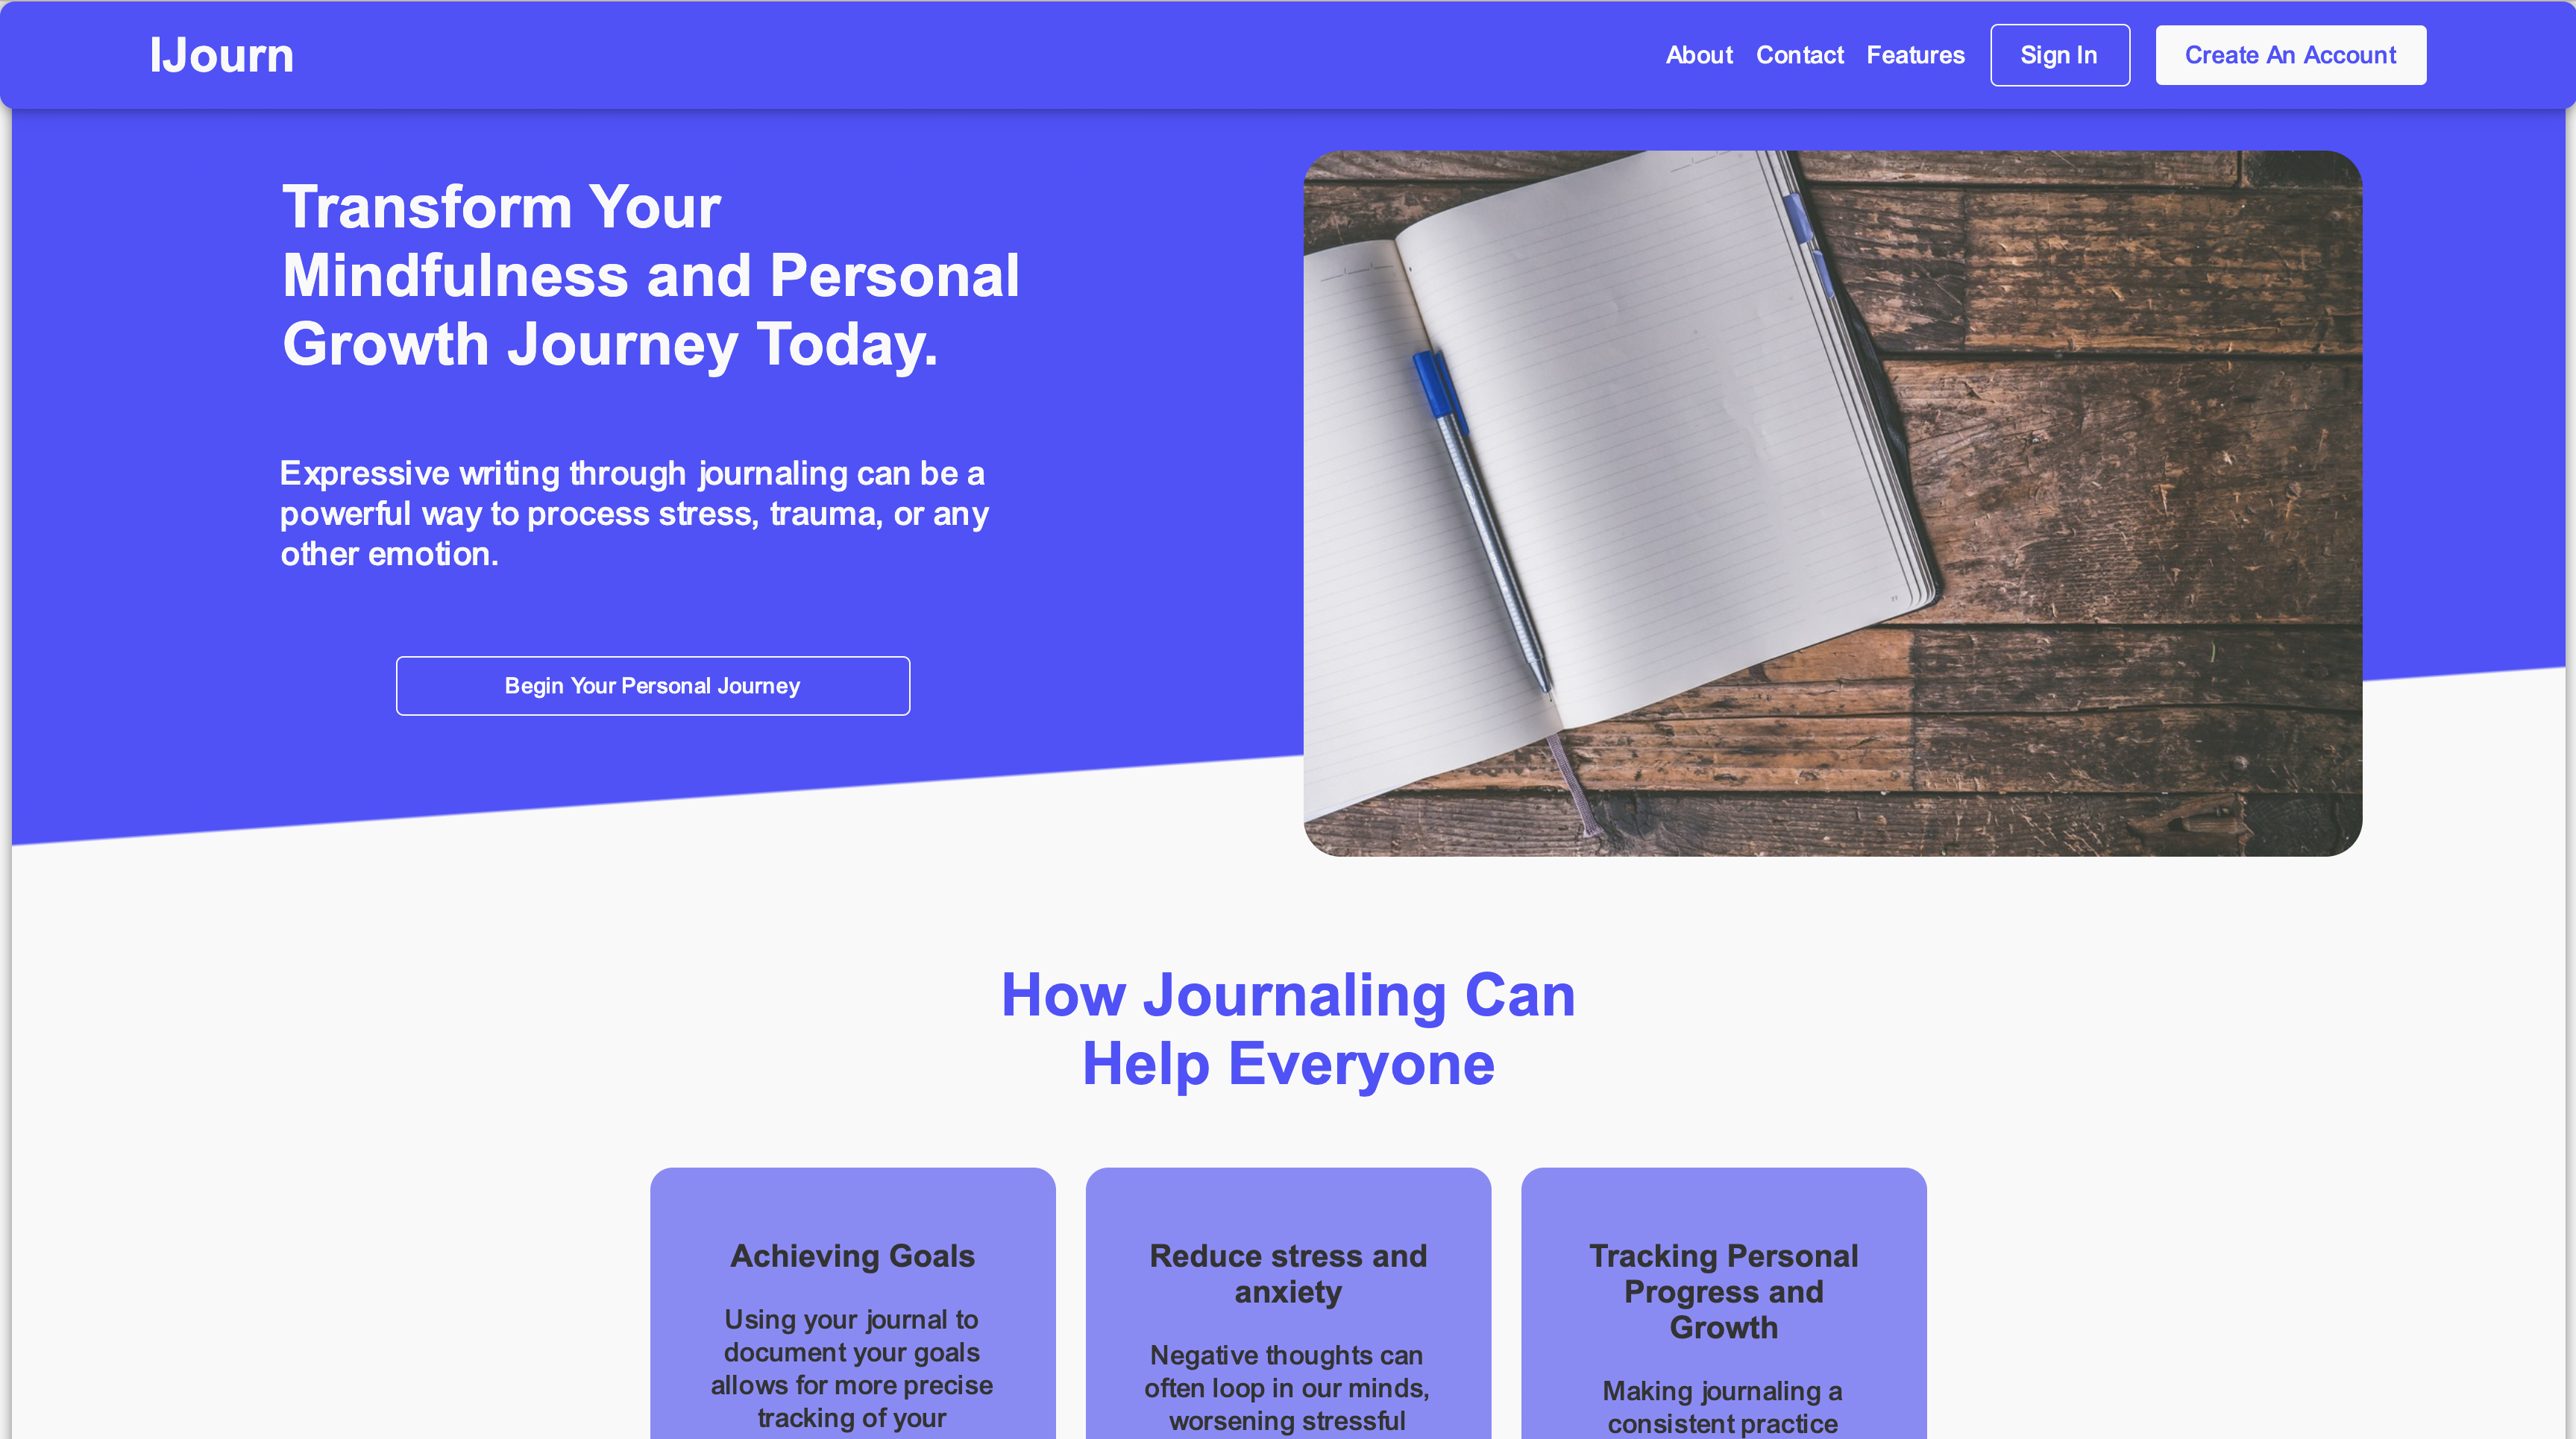 IJourn
About Contact Features Sign In Create An Account
Transform Your
Mindfulness and Personal
Growth Journey Today.
Expressive writing through journaling can be a
powerful way to process stress, trauma, or any
other emotion.
Begin Your Personal Journey
How Journaling Can
Help Everyone
Achieving Goals
Using your journal to
document your goals
allows for more precise
tracking of your
Reduce stress and
anxiety
Negative thoughts can
often loop in our minds,
worsening stressful
Tracking Personal
Progress and
Growth
Making journaling a
consistent practice